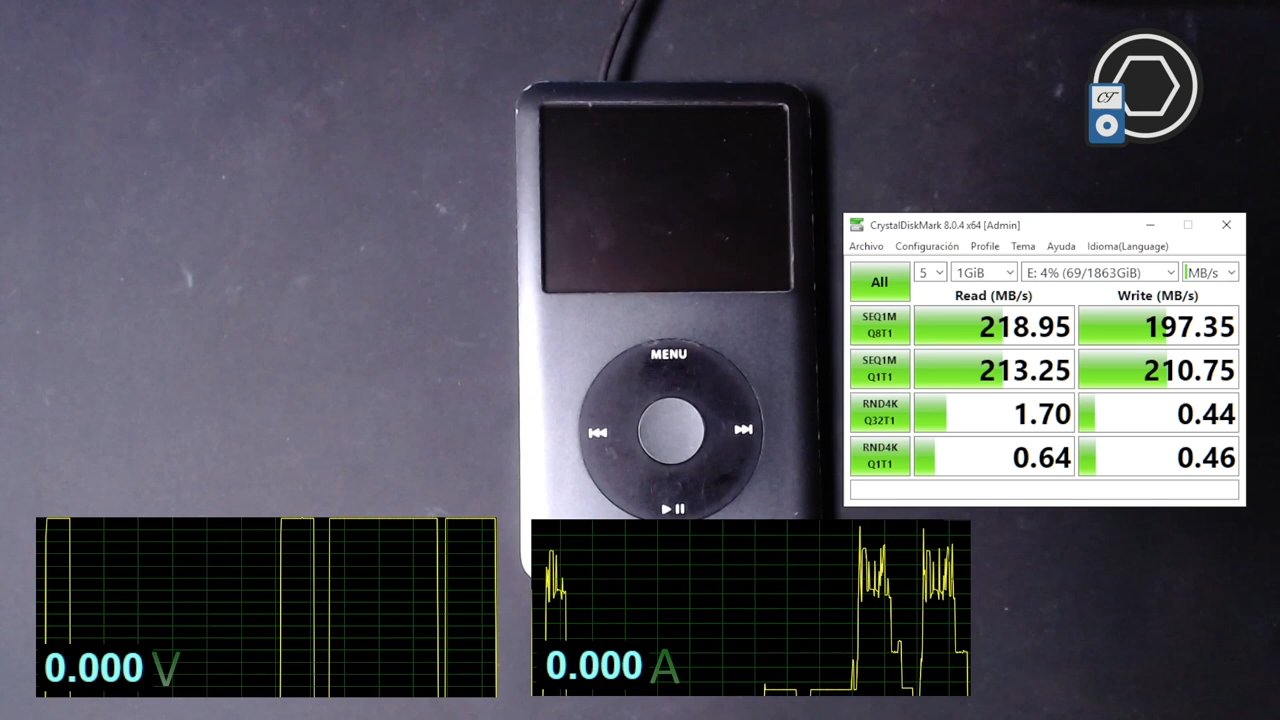 CT
CrystalDiskMark 8.0.4 x64 [Admin]
Archivo Configuración Profile Tema Ayuda Idioma(Language)
All 5 1GiB E: 4% (69/1863GiB) MB/s
Read (MB/s) Write (MB/s)
SEQ1M Q8T1 218.95 197.35
SEQ1M Q1T1 213.25 210.75
RND4K Q32T1 1.70 0.44
RND4K Q1T1 0.64 0.46
MENU
0.000 V
0.000 A